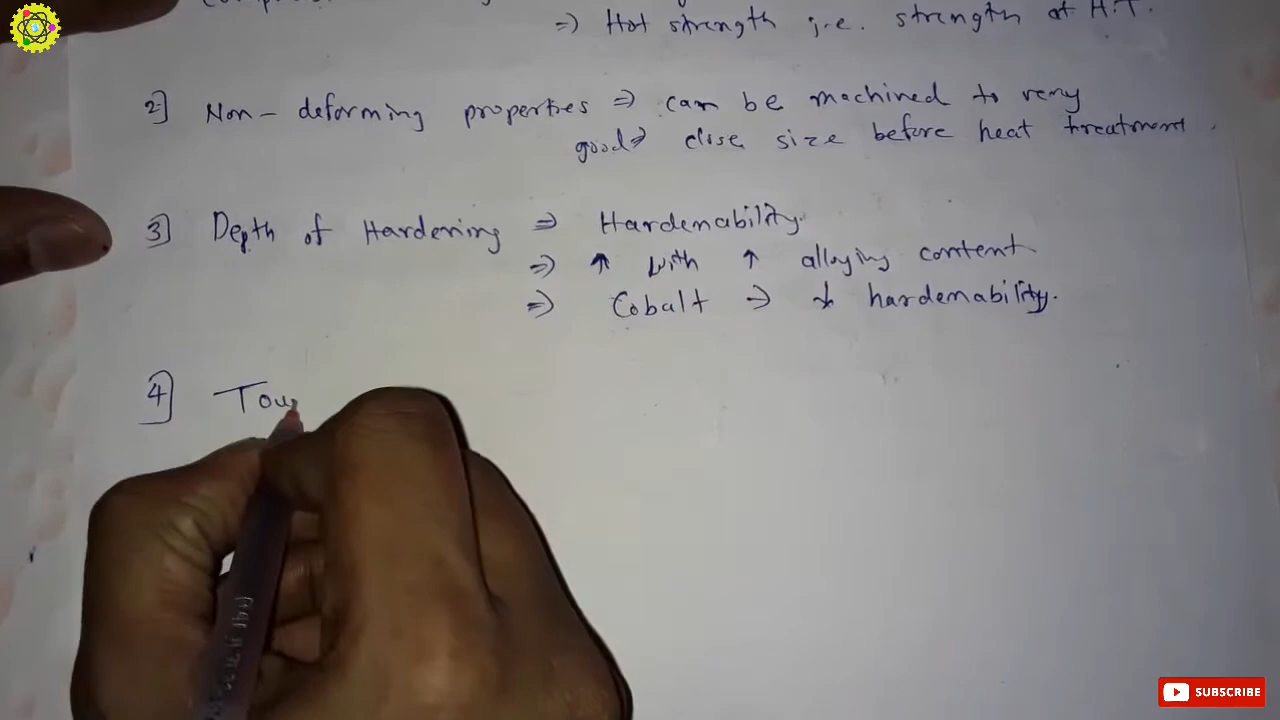 ⇒ Hot strength i.e. strength at H.T.
2] Non-deforming properties ⇒ can be machined to very
good⇒ close size before heat treatment.
3] Depth of Hardening ⇒ Hardenability.
⇒ ↑ with ↑ alloying content
⇒ Cobalt → ↓ hardenability.
4] Tou
SUBSCRIBE